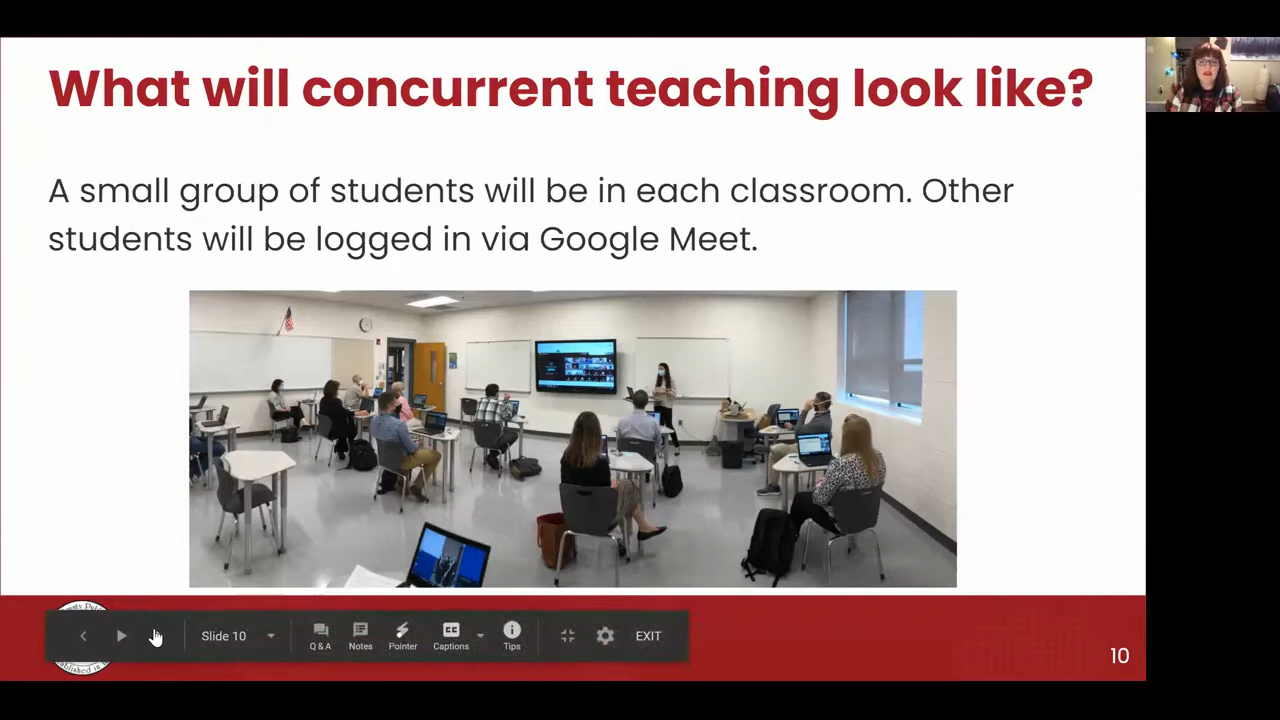 What will concurrent teaching look like?
A small group of students will be in each classroom. Other
students will be logged in via Google Meet.
Slide 10
Q & A
Notes
Pointer
Captions
Tips
EXIT
10